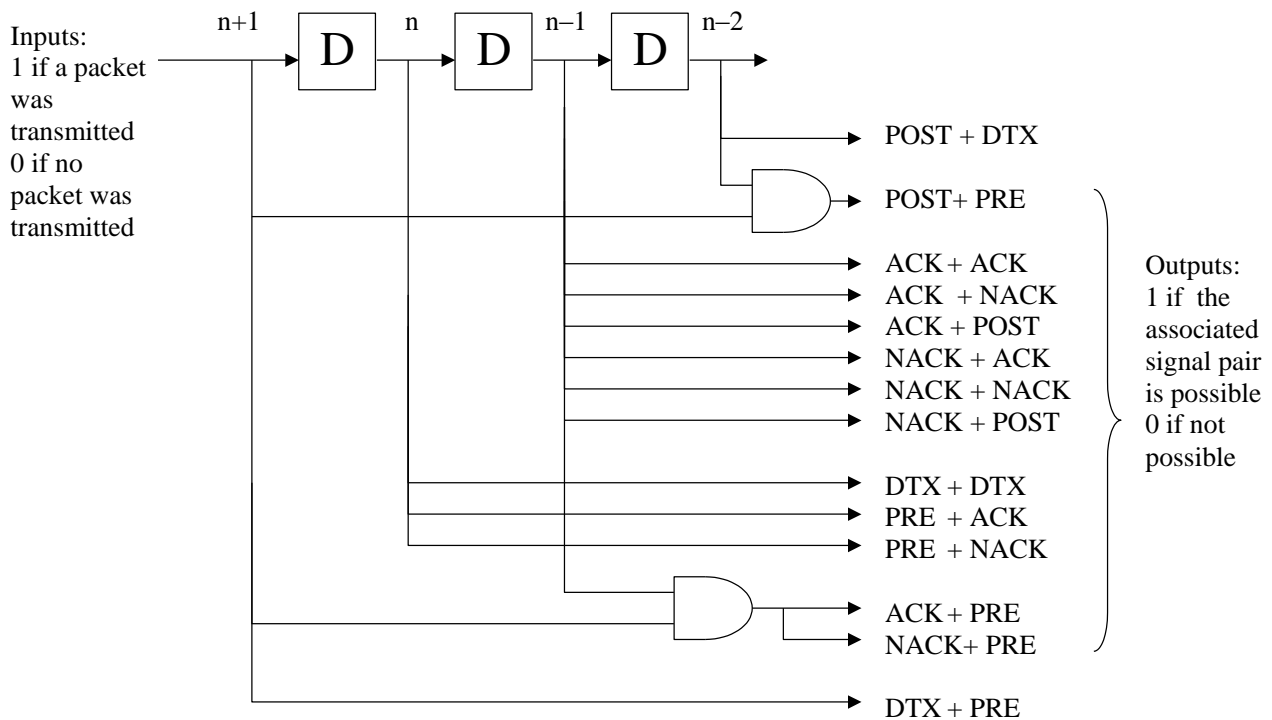 Inputs:
1 if a packet
was
transmitted
0 if no
packet was
transmitted
n+1
D
n
D
n–1
D
n–2
POST + DTX
POST+ PRE
ACK + ACK
ACK + NACK
ACK + POST
NACK + ACK
NACK + NACK
NACK + POST
DTX + DTX
PRE + ACK
PRE + NACK
ACK + PRE
NACK+ PRE
DTX + PRE
Outputs:
1 if the
associated
signal pair
is possible
0 if not
possible